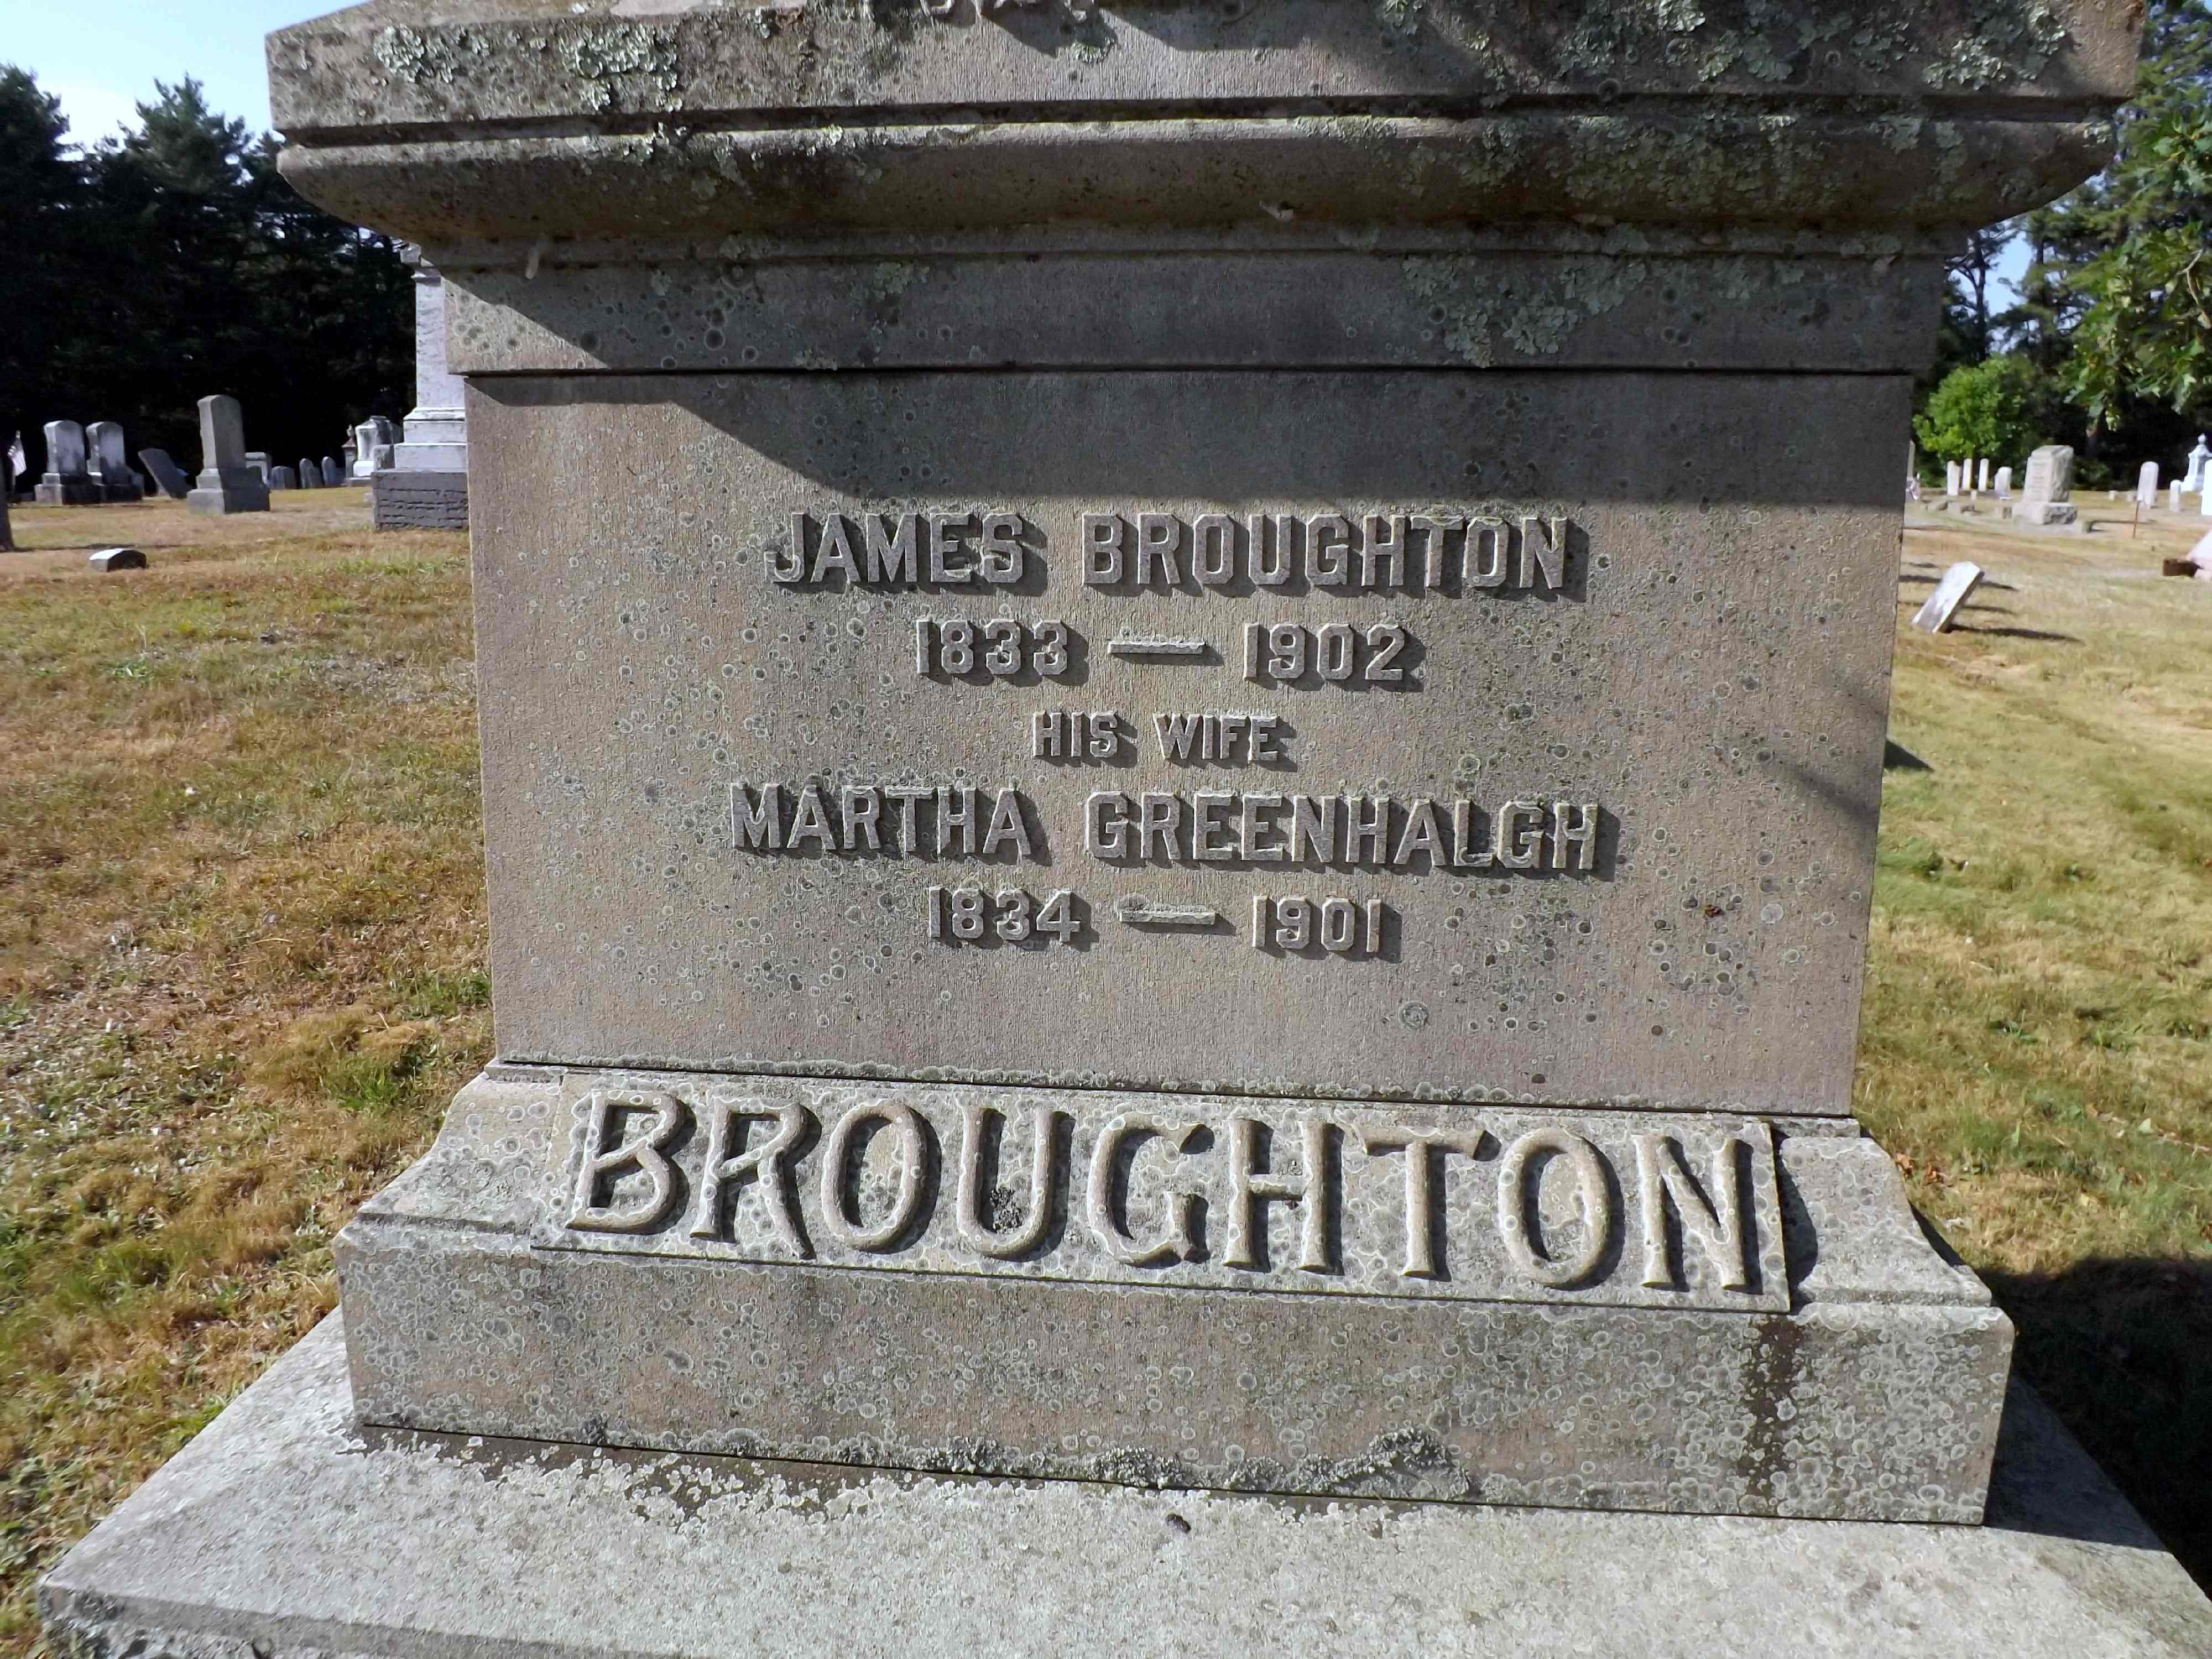 JAMES BROUGHTON
1833 — 1902
HIS WIFE
MARTHA GREENHALGH
1834 — 1901
BROUGHTON